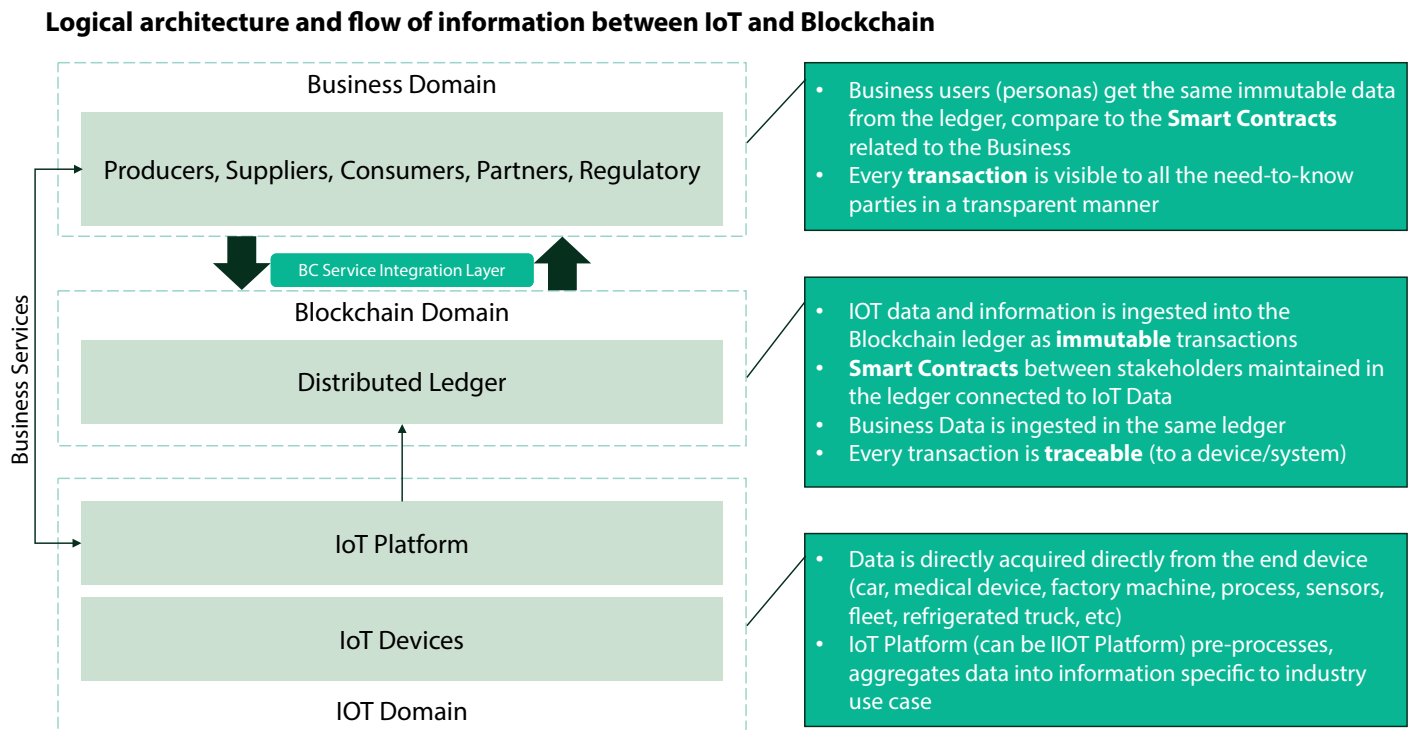 Logical architecture and flow of information between IoT and Blockchain
Business Domain
Producers, Suppliers, Consumers, Partners, Regulatory
BC Service Integration Layer
Blockchain Domain
Distributed Ledger
Business Services
IoT Platform
IoT Devices
IOT Domain
• Business users (personas) get the same immutable data
from the ledger, compare to the Smart Contracts
related to the Business
• Every transaction is visible to all the need-to-know
parties in a transparent manner
• IOT data and information is ingested into the
Blockchain ledger as immutable transactions
• Smart Contracts between stakeholders maintained in
the ledger connected to IoT Data
• Business Data is ingested in the same ledger
• Every transaction is traceable (to a device/system)
• Data is directly acquired directly from the end device
(car, medical device, factory machine, process, sensors,
fleet, refrigerated truck, etc)
• IoT Platform (can be IIOT Platform) pre-processes,
aggregates data into information specific to industry
use case